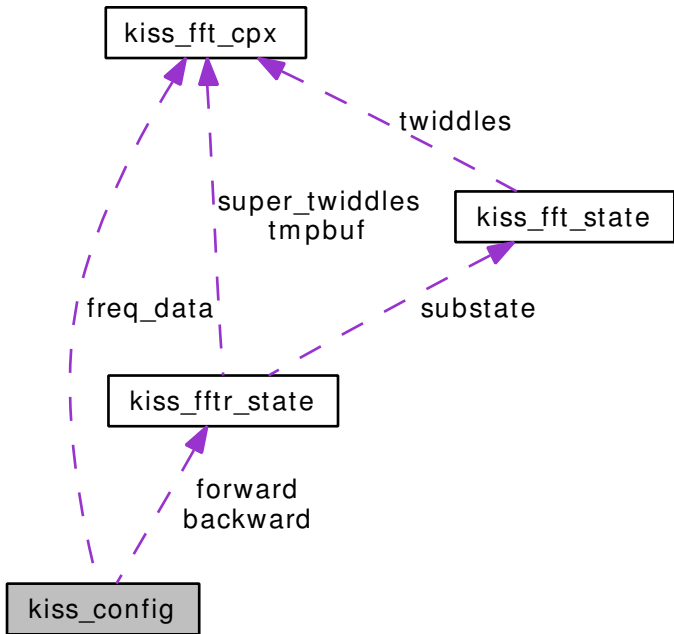 kiss_fft_cpx
twiddles
super_twiddles
tmpbuf
kiss_fft_state
freq_data
substate
kiss_fftr_state
forward
backward
kiss_config